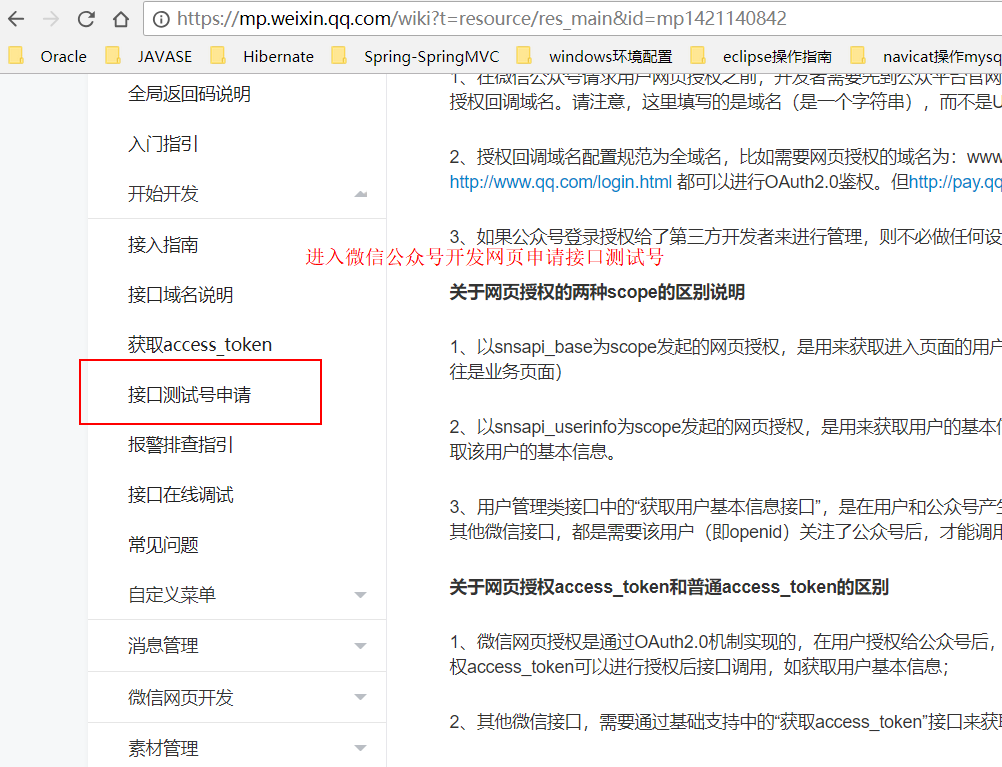 https://mp.weixin.qq.com/wiki?t=resource/res_main&id=mp1421140842
Oracle JAVASE Hibernate Spring-SpringMVC windows环境配置 eclipse操作指南 navicat操作mysq
全局返回码说明
入门指引
开始开发
接入指南
接口域名说明
获取access_token
接口测试号申请
报警排查指引
接口在线调试
常见问题
自定义菜单
消息管理
微信网页开发
素材管理
进入微信公众号开发网页申请接口测试号
1、在微信公众号请求用户网页授权之前，开发者需要先到公众平台官网
授权回调域名。请注意，这里填写的是域名（是一个字符串），而不是U
2、授权回调域名配置规范为全域名，比如需要网页授权的域名为：www
http://www.qq.com/login.html 都可以进行OAuth2.0鉴权。但http://pay.qq
3、如果公众号登录授权给了第三方开发者来进行管理，则不必做任何设
关于网页授权的两种scope的区别说明
1、以snsapi_base为scope发起的网页授权，是用来获取进入页面的用户
往是业务页面）
2、以snsapi_userinfo为scope发起的网页授权，是用来获取用户的基本信
取该用户的基本信息。
3、用户管理类接口中的“获取用户基本信息接口”，是在用户和公众号产生
其他微信接口，都是需要该用户（即openid）关注了公众号后，才能调用
关于网页授权access_token和普通access_token的区别
1、微信网页授权是通过OAuth2.0机制实现的，在用户授权给公众号后，
权access_token可以进行授权后接口调用，如获取用户基本信息；
2、其他微信接口，需要通过基础支持中的“获取access_token”接口来获取